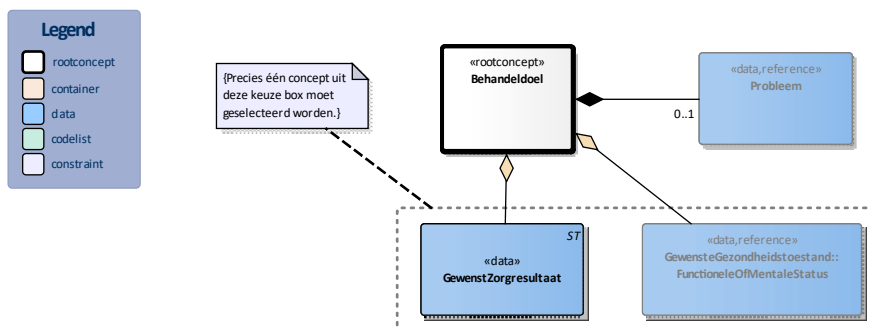 Legend
rootconcept
container
data
codelist
constraint
{Precies één concept uit
deze keuze box moet
geselecteerd worden.}
«rootconcept»
Behandeldoel
«data,reference»
Probleem
0..1
ST
«data»
GewenstZorgresultaat
«data,reference»
GewensteGezondheidstoestand::
FunctioneleOfMentaleStatus